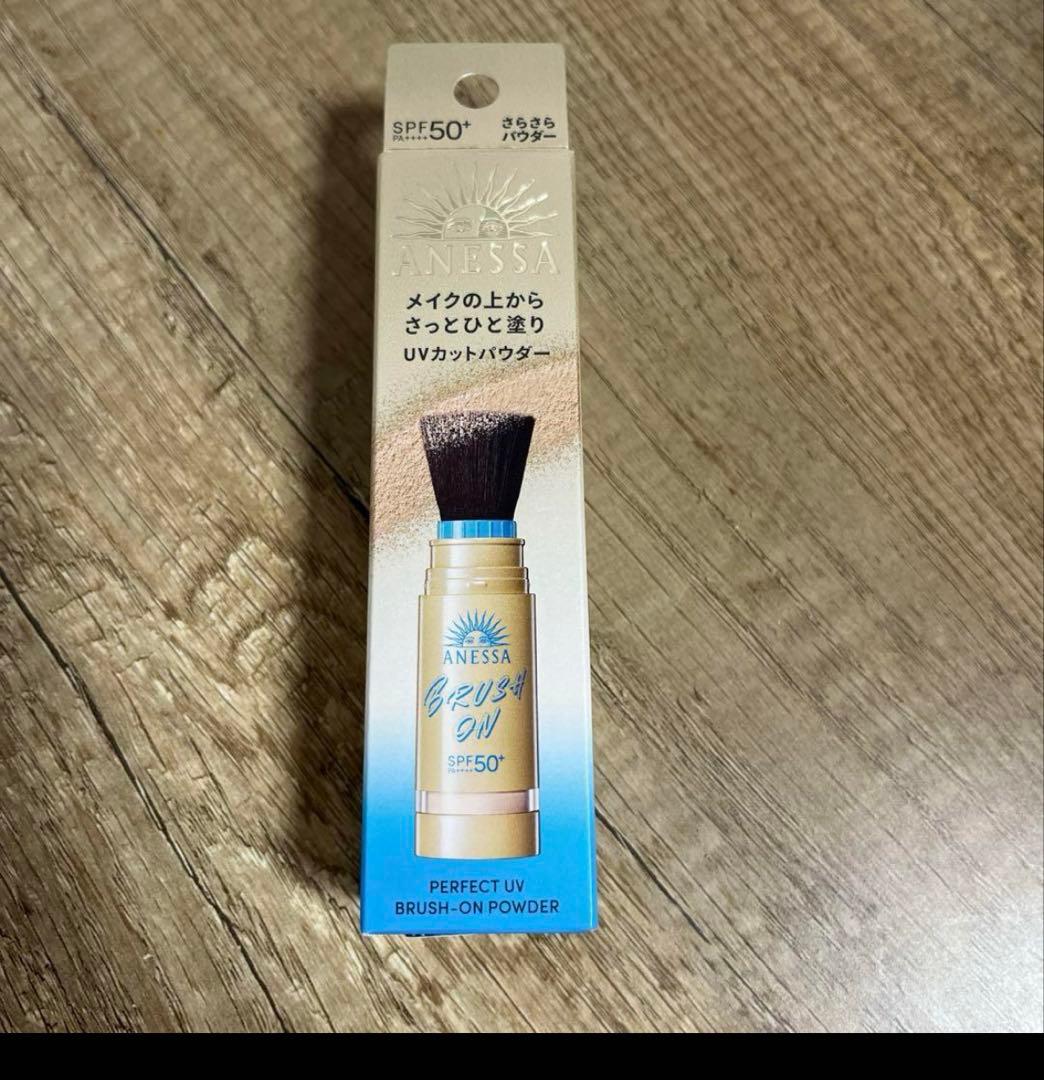 SPF50+
PA++++
さらさら
パウダー
ANESSA
メイクの上から
さっとひと塗り
UVカットパウダー
ANESSA
BRUSH
ON
SPF50+
PA++++
PERFECT UV
BRUSH-ON POWDER